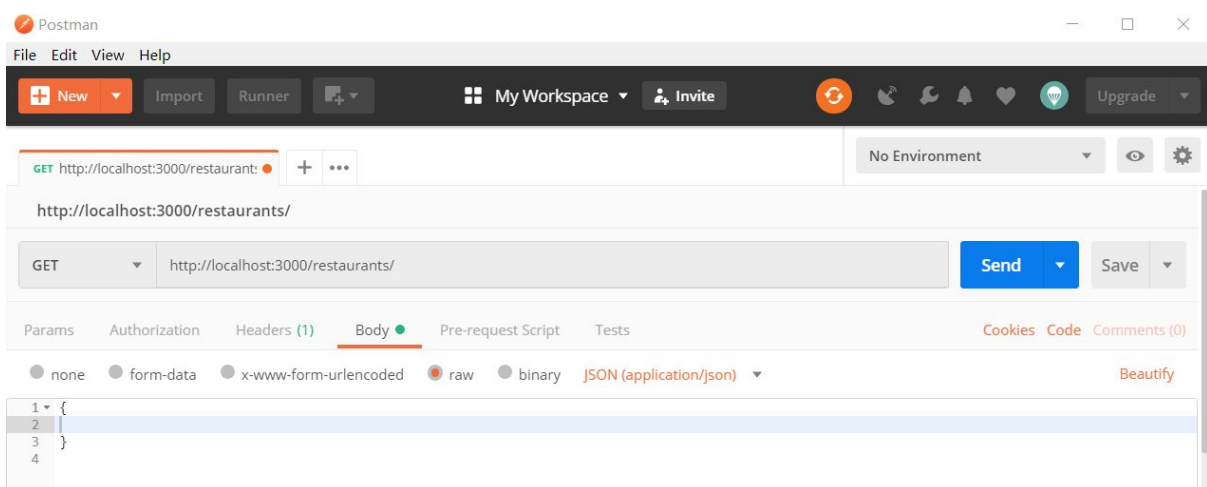 Postman
File Edit View Help
New Import Runner My Workspace Invite Upgrade
GET http://localhost:3000/restaurants No Environment
http://localhost:3000/restaurants/
GET http://localhost:3000/restaurants/ Send Save
Params Authorization Headers (1) Body Pre-request Script Tests Cookies Code Comments (0)
none form-data x-www-form-urlencoded raw binary JSON (application/json) Beautify
1 {
2
3 }
4